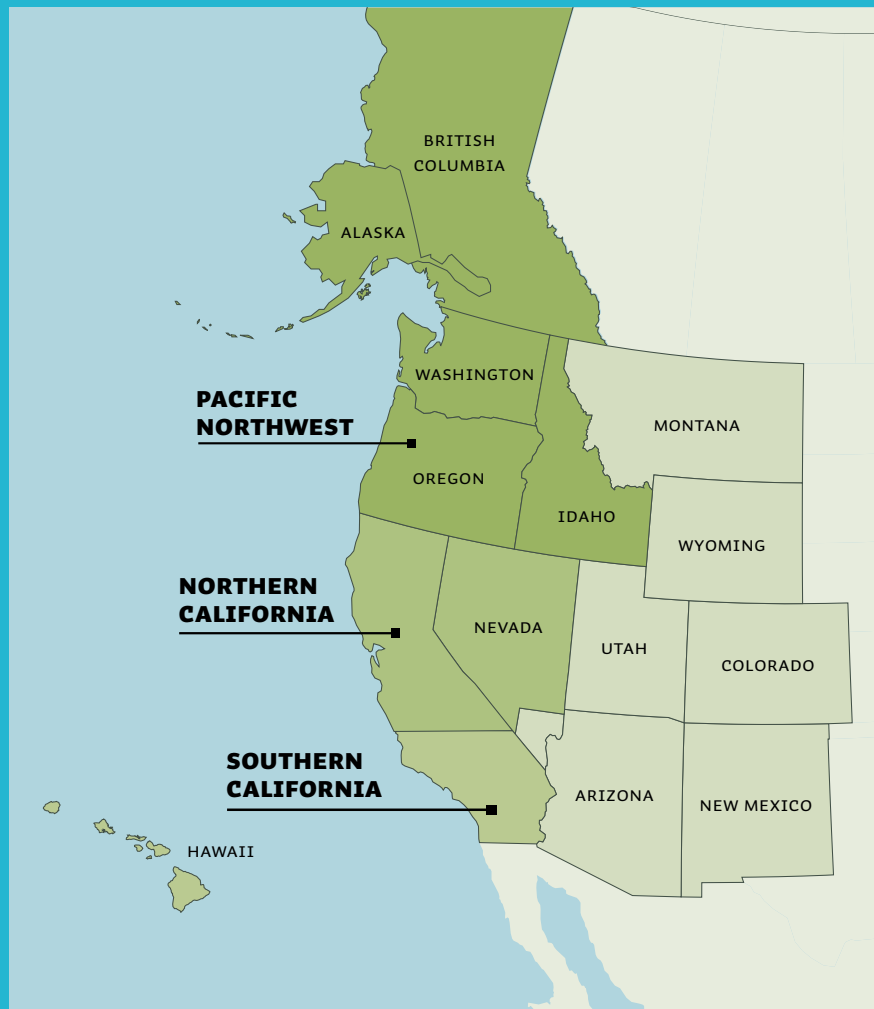 BRITISH
COLUMBIA
ALASKA
WASHINGTON
PACIFIC
NORTHWEST
MONTANA
OREGON
IDAHO
WYOMING
NORTHERN
CALIFORNIA
NEVADA
UTAH
COLORADO
SOUTHERN
CALIFORNIA
ARIZONA
NEW MEXICO
HAWAII